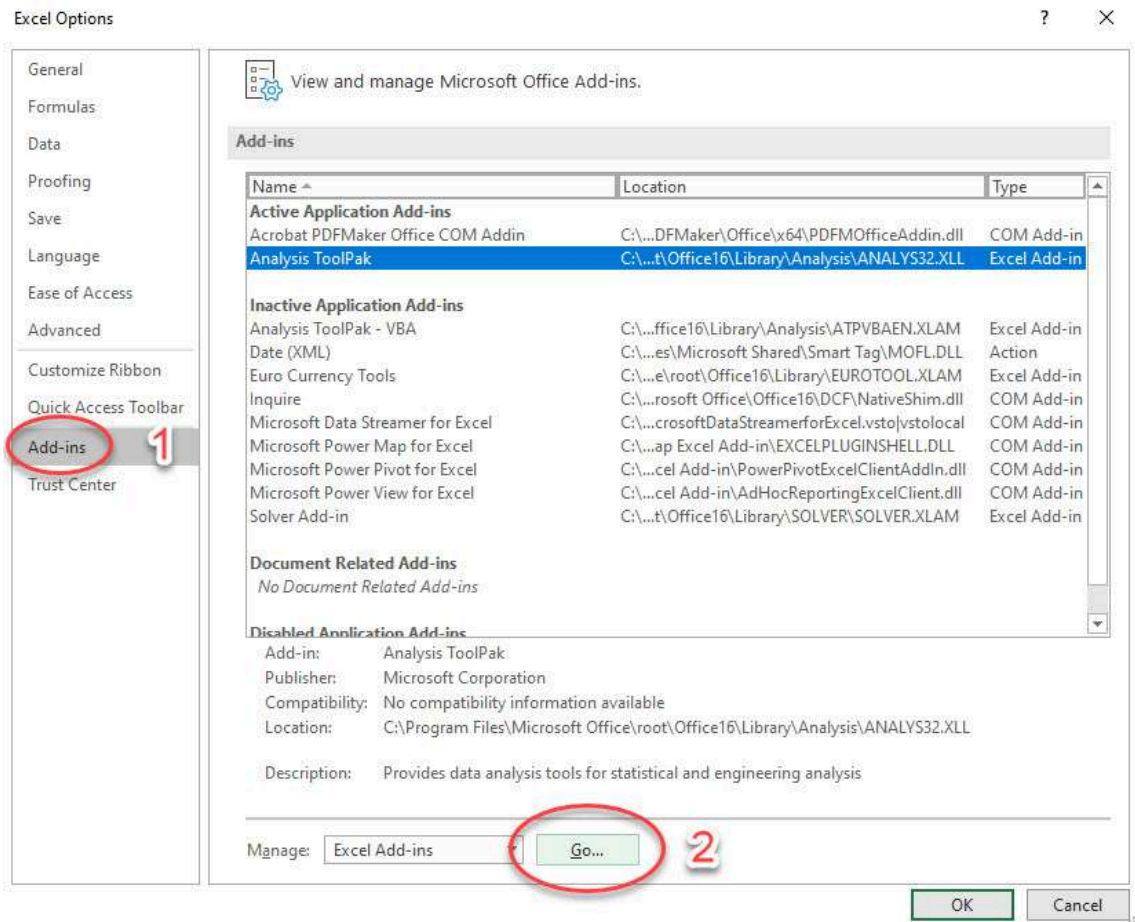 Excel Options
? ×
General
Formulas
Data
Proofing
Save
Language
Ease of Access
Advanced
Customize Ribbon
Quick Access Toolbar
Add-ins 1
Trust Center
View and manage Microsoft Office Add-ins.
Add-ins
Name Location Type
Active Application Add-ins
Acrobat PDFMaker Office COM Addin C:\...DFMaker\Office\x64\PDFMOfficeAddin.dll COM Add-in
Analysis ToolPak C:\...t\Office16\Library\Analysis\ANALYS32.XLL Excel Add-in
Inactive Application Add-ins
Analysis ToolPak - VBA C:\...ffice16\Library\Analysis\ATPVBAEN.XLAM Excel Add-in
Date (XML) C:\...es\Microsoft Shared\Smart Tag\MOFL.DLL Action
Euro Currency Tools C:\...e\root\Office16\Library\EUROTOOL.XLAM Excel Add-in
Inquire C:\...rosoft Office\Office16\DCF\NativeShim.dll COM Add-in
Microsoft Data Streamer for Excel C:\...crosoftDataStreamerforExcel.vsto|vstolocal COM Add-in
Microsoft Power Map for Excel C:\...ap Excel Add-in\EXCELPLUGINSHELL.DLL COM Add-in
Microsoft Power Pivot for Excel C:\...cel Add-in\PowerPivotExcelClientAddIn.dll COM Add-in
Microsoft Power View for Excel C:\...cel Add-in\AdHocReportingExcelClient.dll COM Add-in
Solver Add-in C:\...t\Office16\Library\SOLVER\SOLVER.XLAM Excel Add-in
Document Related Add-ins
No Document Related Add-ins
Disabled Application Add-ins
Add-in: Analysis ToolPak
Publisher: Microsoft Corporation
Compatibility: No compatibility information available
Location: C:\Program Files\Microsoft Office\root\Office16\Library\Analysis\ANALYS32.XLL
Description: Provides data analysis tools for statistical and engineering analysis
Manage: Excel Add-ins Go... 2
OK Cancel